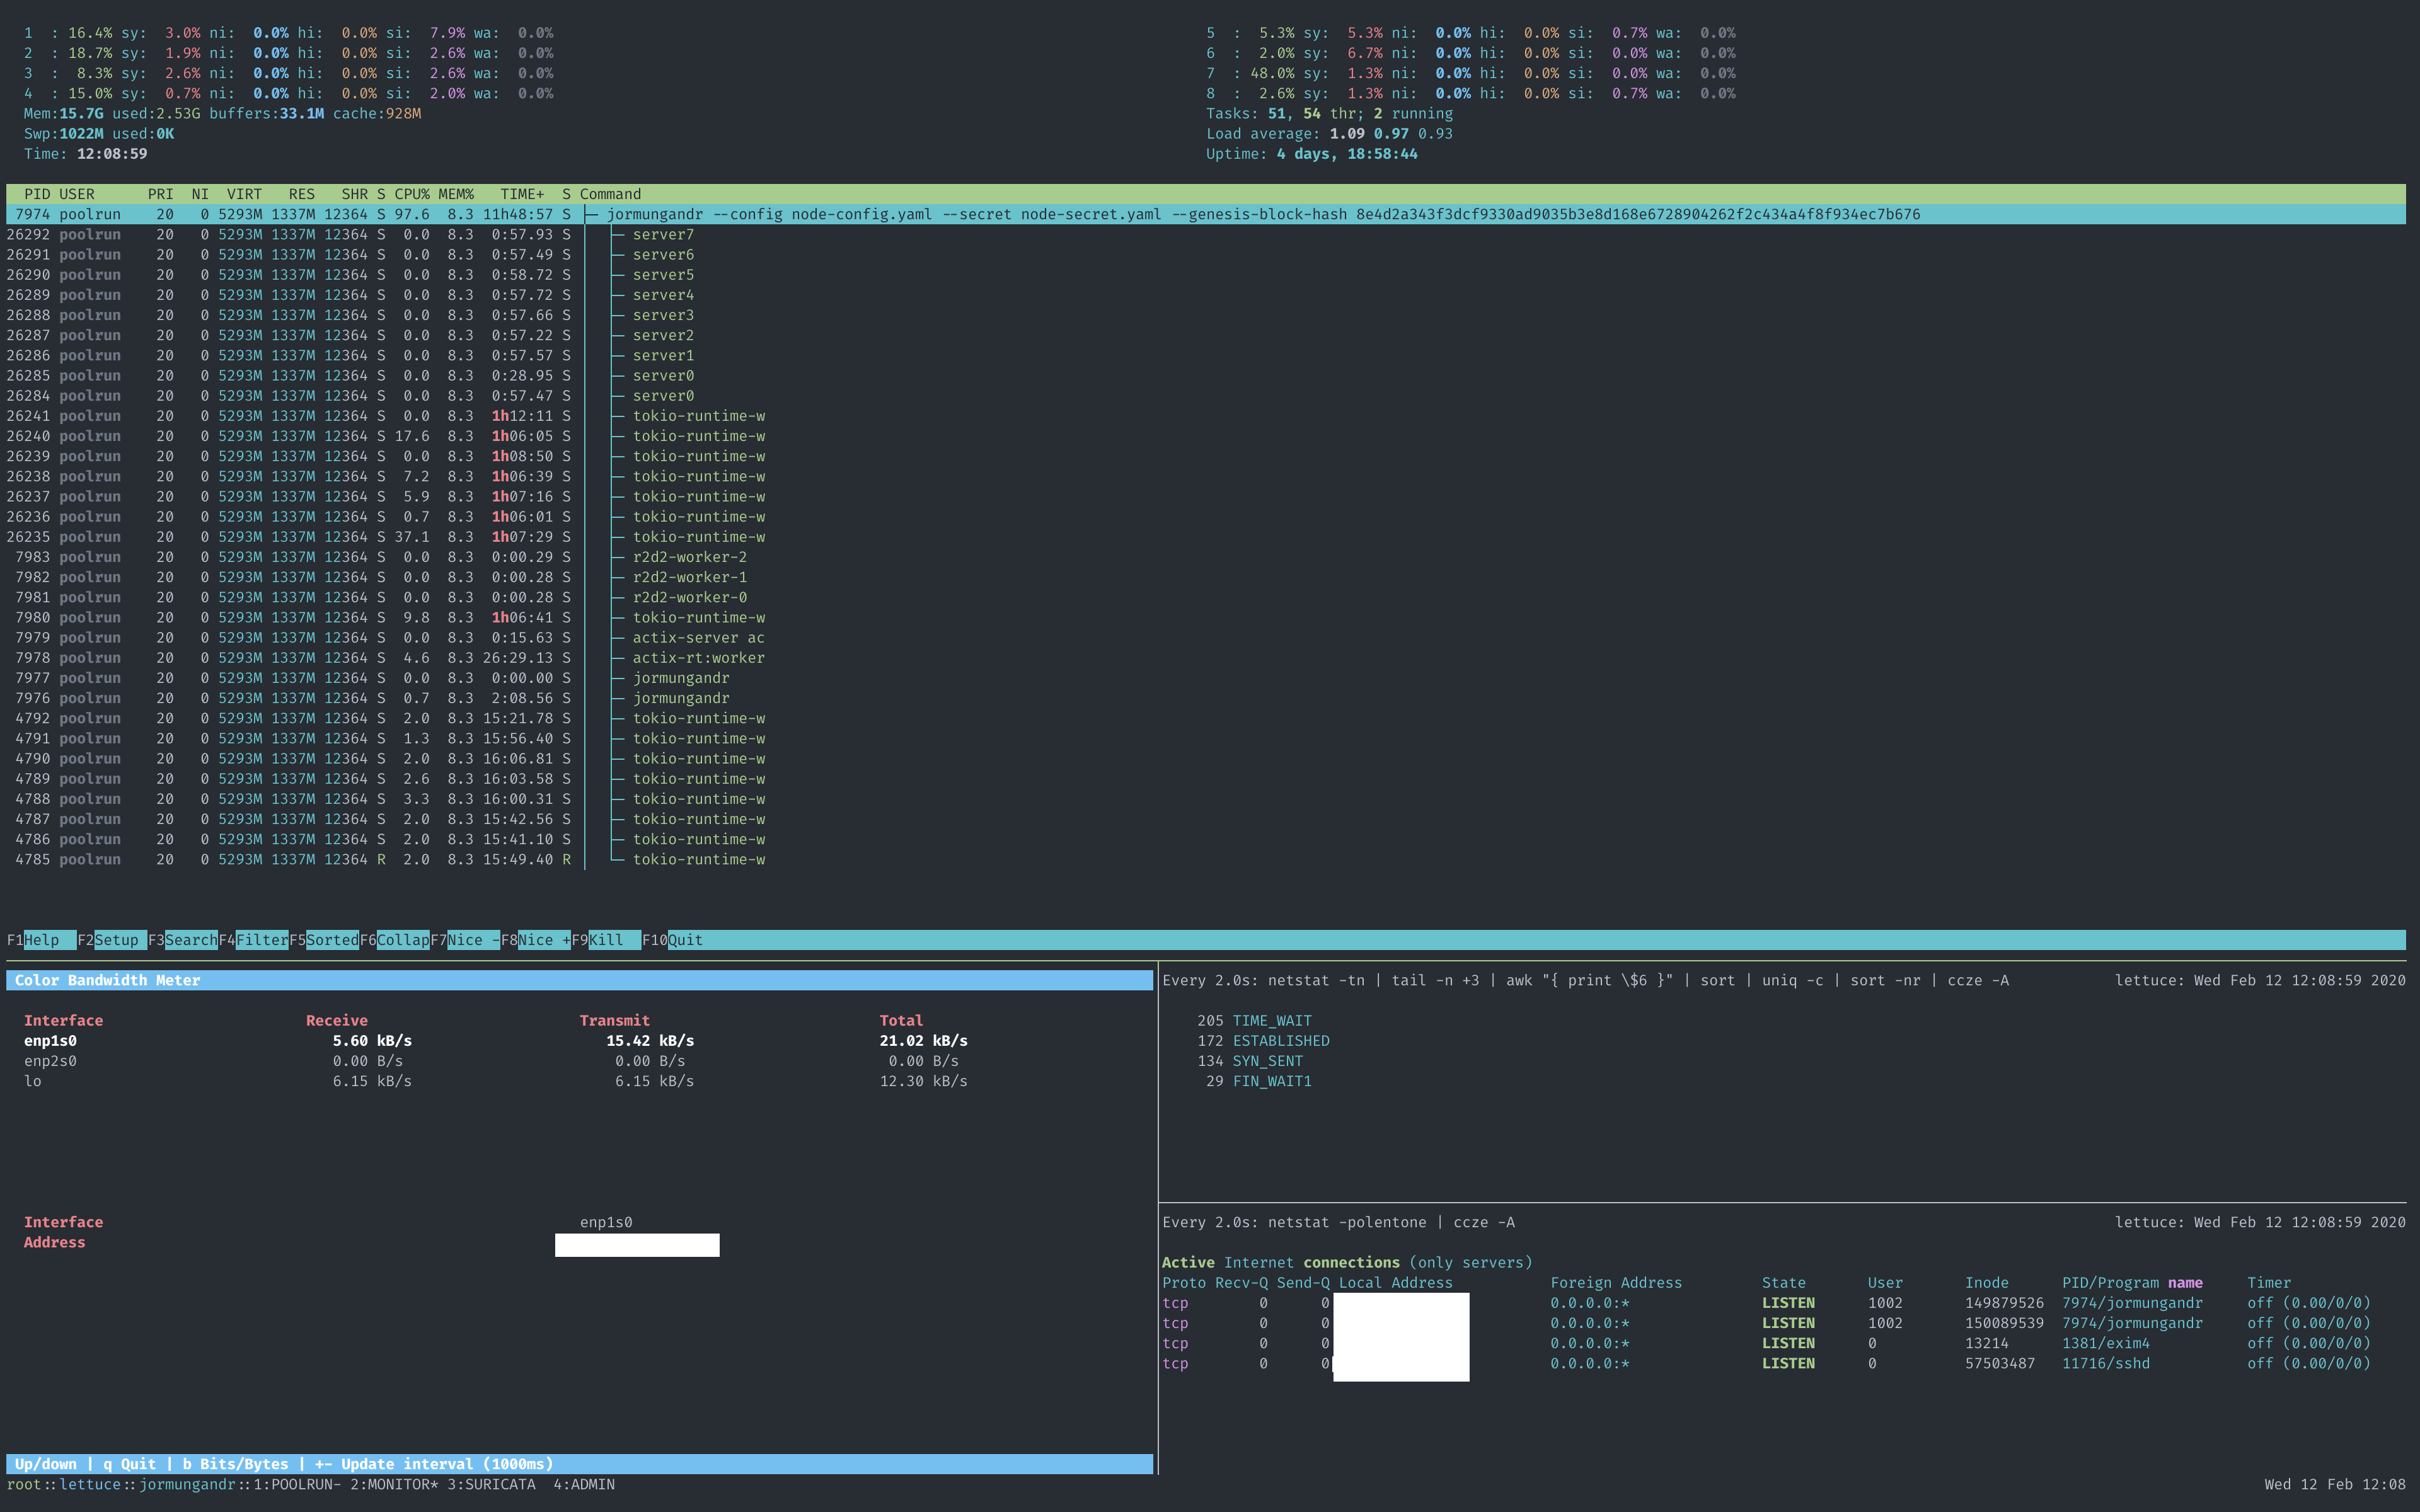 1  : 16.4% sy:  3.0% ni:  0.0% hi:  0.0% si:  7.9% wa:  0.0%
2  : 18.7% sy:  1.9% ni:  0.0% hi:  0.0% si:  2.6% wa:  0.0%
3  :  8.3% sy:  2.6% ni:  0.0% hi:  0.0% si:  2.6% wa:  0.0%
4  : 15.0% sy:  0.7% ni:  0.0% hi:  0.0% si:  2.0% wa:  0.0%
Mem:15.7G used:2.53G buffers:33.1M cache:928M
Swp:1022M used:0K
Time: 12:08:59
5  :  5.3% sy:  5.3% ni:  0.0% hi:  0.0% si:  0.7% wa:  0.0%
6  :  2.0% sy:  6.7% ni:  0.0% hi:  0.0% si:  0.0% wa:  0.0%
7  : 48.0% sy:  1.3% ni:  0.0% hi:  0.0% si:  0.0% wa:  0.0%
8  :  2.6% sy:  1.3% ni:  0.0% hi:  0.0% si:  0.7% wa:  0.0%
Tasks: 51, 54 thr; 2 running
Load average: 1.09 0.97 0.93
Uptime: 4 days, 18:58:44
PID USER PRI NI VIRT RES SHR S CPU% MEM% TIME+ S Command
7974 poolrun 20 0 5293M 1337M 12364 S 97.6 8.3 11h48:57 S ├─ jormungandr --config node-config.yaml --secret node-secret.yaml --genesis-block-hash 8e4d2a343f3dcf9330ad9035b3e8d168e6728904262f2c434a4f8f934ec7b676
26292 poolrun 20 0 5293M 1337M 12364 S 0.0 8.3 0:57.93 S │ ├─ server7
26291 poolrun 20 0 5293M 1337M 12364 S 0.0 8.3 0:57.49 S │ ├─ server6
26290 poolrun 20 0 5293M 1337M 12364 S 0.0 8.3 0:58.72 S │ ├─ server5
26289 poolrun 20 0 5293M 1337M 12364 S 0.0 8.3 0:57.72 S │ ├─ server4
26288 poolrun 20 0 5293M 1337M 12364 S 0.0 8.3 0:57.66 S │ ├─ server3
26287 poolrun 20 0 5293M 1337M 12364 S 0.0 8.3 0:57.22 S │ ├─ server2
26286 poolrun 20 0 5293M 1337M 12364 S 0.0 8.3 0:57.57 S │ ├─ server1
26285 poolrun 20 0 5293M 1337M 12364 S 0.0 8.3 0:28.95 S │ ├─ server0
26284 poolrun 20 0 5293M 1337M 12364 S 0.0 8.3 0:57.47 S │ ├─ server0
26241 poolrun 20 0 5293M 1337M 12364 S 0.0 8.3 1h12:11 S │ ├─ tokio-runtime-w
26240 poolrun 20 0 5293M 1337M 12364 S 17.6 8.3 1h06:05 S │ ├─ tokio-runtime-w
26239 poolrun 20 0 5293M 1337M 12364 S 0.0 8.3 1h08:50 S │ ├─ tokio-runtime-w
26238 poolrun 20 0 5293M 1337M 12364 S 7.2 8.3 1h06:39 S │ ├─ tokio-runtime-w
26237 poolrun 20 0 5293M 1337M 12364 S 5.9 8.3 1h07:16 S │ ├─ tokio-runtime-w
26236 poolrun 20 0 5293M 1337M 12364 S 0.7 8.3 1h06:01 S │ ├─ tokio-runtime-w
26235 poolrun 20 0 5293M 1337M 12364 S 37.1 8.3 1h07:29 S │ ├─ tokio-runtime-w
7983 poolrun 20 0 5293M 1337M 12364 S 0.0 8.3 0:00.29 S │ ├─ r2d2-worker-2
7982 poolrun 20 0 5293M 1337M 12364 S 0.0 8.3 0:00.28 S │ ├─ r2d2-worker-1
7981 poolrun 20 0 5293M 1337M 12364 S 0.0 8.3 0:00.28 S │ ├─ r2d2-worker-0
7980 poolrun 20 0 5293M 1337M 12364 S 9.8 8.3 1h06:41 S │ ├─ tokio-runtime-w
7979 poolrun 20 0 5293M 1337M 12364 S 0.0 8.3 0:15.63 S │ ├─ actix-server ac
7978 poolrun 20 0 5293M 1337M 12364 S 4.6 8.3 26:29.13 S │ ├─ actix-rt:worker
7977 poolrun 20 0 5293M 1337M 12364 S 0.0 8.3 0:00.00 S │ ├─ jormungandr
7976 poolrun 20 0 5293M 1337M 12364 S 0.7 8.3 2:08.56 S │ ├─ jormungandr
4792 poolrun 20 0 5293M 1337M 12364 S 2.0 8.3 15:21.78 S │ ├─ tokio-runtime-w
4791 poolrun 20 0 5293M 1337M 12364 S 1.3 8.3 15:56.40 S │ ├─ tokio-runtime-w
4790 poolrun 20 0 5293M 1337M 12364 S 2.0 8.3 16:06.81 S │ ├─ tokio-runtime-w
4789 poolrun 20 0 5293M 1337M 12364 S 2.6 8.3 16:03.58 S │ ├─ tokio-runtime-w
4788 poolrun 20 0 5293M 1337M 12364 S 3.3 8.3 16:00.31 S │ ├─ tokio-runtime-w
4787 poolrun 20 0 5293M 1337M 12364 S 2.0 8.3 15:42.56 S │ ├─ tokio-runtime-w
4786 poolrun 20 0 5293M 1337M 12364 S 2.0 8.3 15:41.10 S │ ├─ tokio-runtime-w
4785 poolrun 20 0 5293M 1337M 12364 R 2.0 8.3 15:49.40 R │ └─ tokio-runtime-w
F1Help  F2Setup F3SearchF4FilterF5SortedF6CollapF7Nice -F8Nice +F9Kill  F10Quit
Color Bandwidth Meter
Interface Receive Transmit Total
enp1s0 5.60 kB/s 15.42 kB/s 21.02 kB/s
enp2s0 0.00 B/s 0.00 B/s 0.00 B/s
lo 6.15 kB/s 6.15 kB/s 12.30 kB/s
Interface enp1s0
Address
Up/down | q Quit | b Bits/Bytes | +- Update interval (1000ms)
Every 2.0s: netstat -tn | tail -n +3 | awk "{ print \$6 }" | sort | uniq -c | sort -nr | ccze -A lettuce: Wed Feb 12 12:08:59 2020
205 TIME_WAIT
172 ESTABLISHED
134 SYN_SENT
29 FIN_WAIT1
Every 2.0s: netstat -polentone | ccze -A lettuce: Wed Feb 12 12:08:59 2020
Active Internet connections (only servers)
Proto Recv-Q Send-Q Local Address Foreign Address State User Inode PID/Program name Timer
tcp 0 0 0.0.0.0:* LISTEN 1002 149879526 7974/jormungandr off (0.00/0/0)
tcp 0 0 0.0.0.0:* LISTEN 1002 150089539 7974/jormungandr off (0.00/0/0)
tcp 0 0 0.0.0.0:* LISTEN 0 13214 1381/exim4 off (0.00/0/0)
tcp 0 0 0.0.0.0:* LISTEN 0 57503487 11716/sshd off (0.00/0/0)
root::lettuce::jormungandr::1:POOLRUN- 2:MONITOR* 3:SURICATA  4:ADMIN Wed 12 Feb 12:08